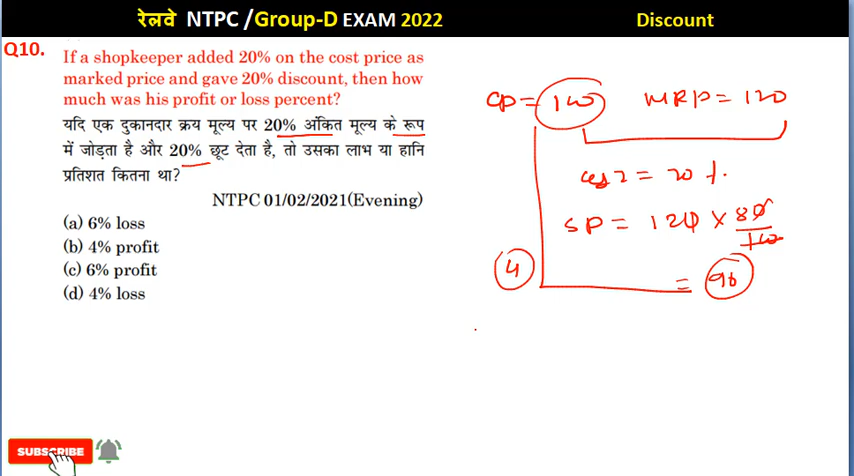 रेलवे NTPC /Group-D EXAM 2022
Discount
Q10.
If a shopkeeper added 20% on the cost price as
marked price and gave 20% discount, then how
much was his profit or loss percent?
यदि एक दुकानदार क्रय मूल्य पर 20% अंकित मूल्य के रूप
में जोड़ता है और 20% छूट देता है, तो उसका लाभ या हानि
प्रतिशत कितना था?
NTPC 01/02/2021(Evening)
(a) 6% loss
(b) 4% profit
(c) 6% profit
(d) 4% loss
CP = 100 MRP = 120
= 20 %
SP = 120 × 80/100
4
= 96
SUBSCRIBE